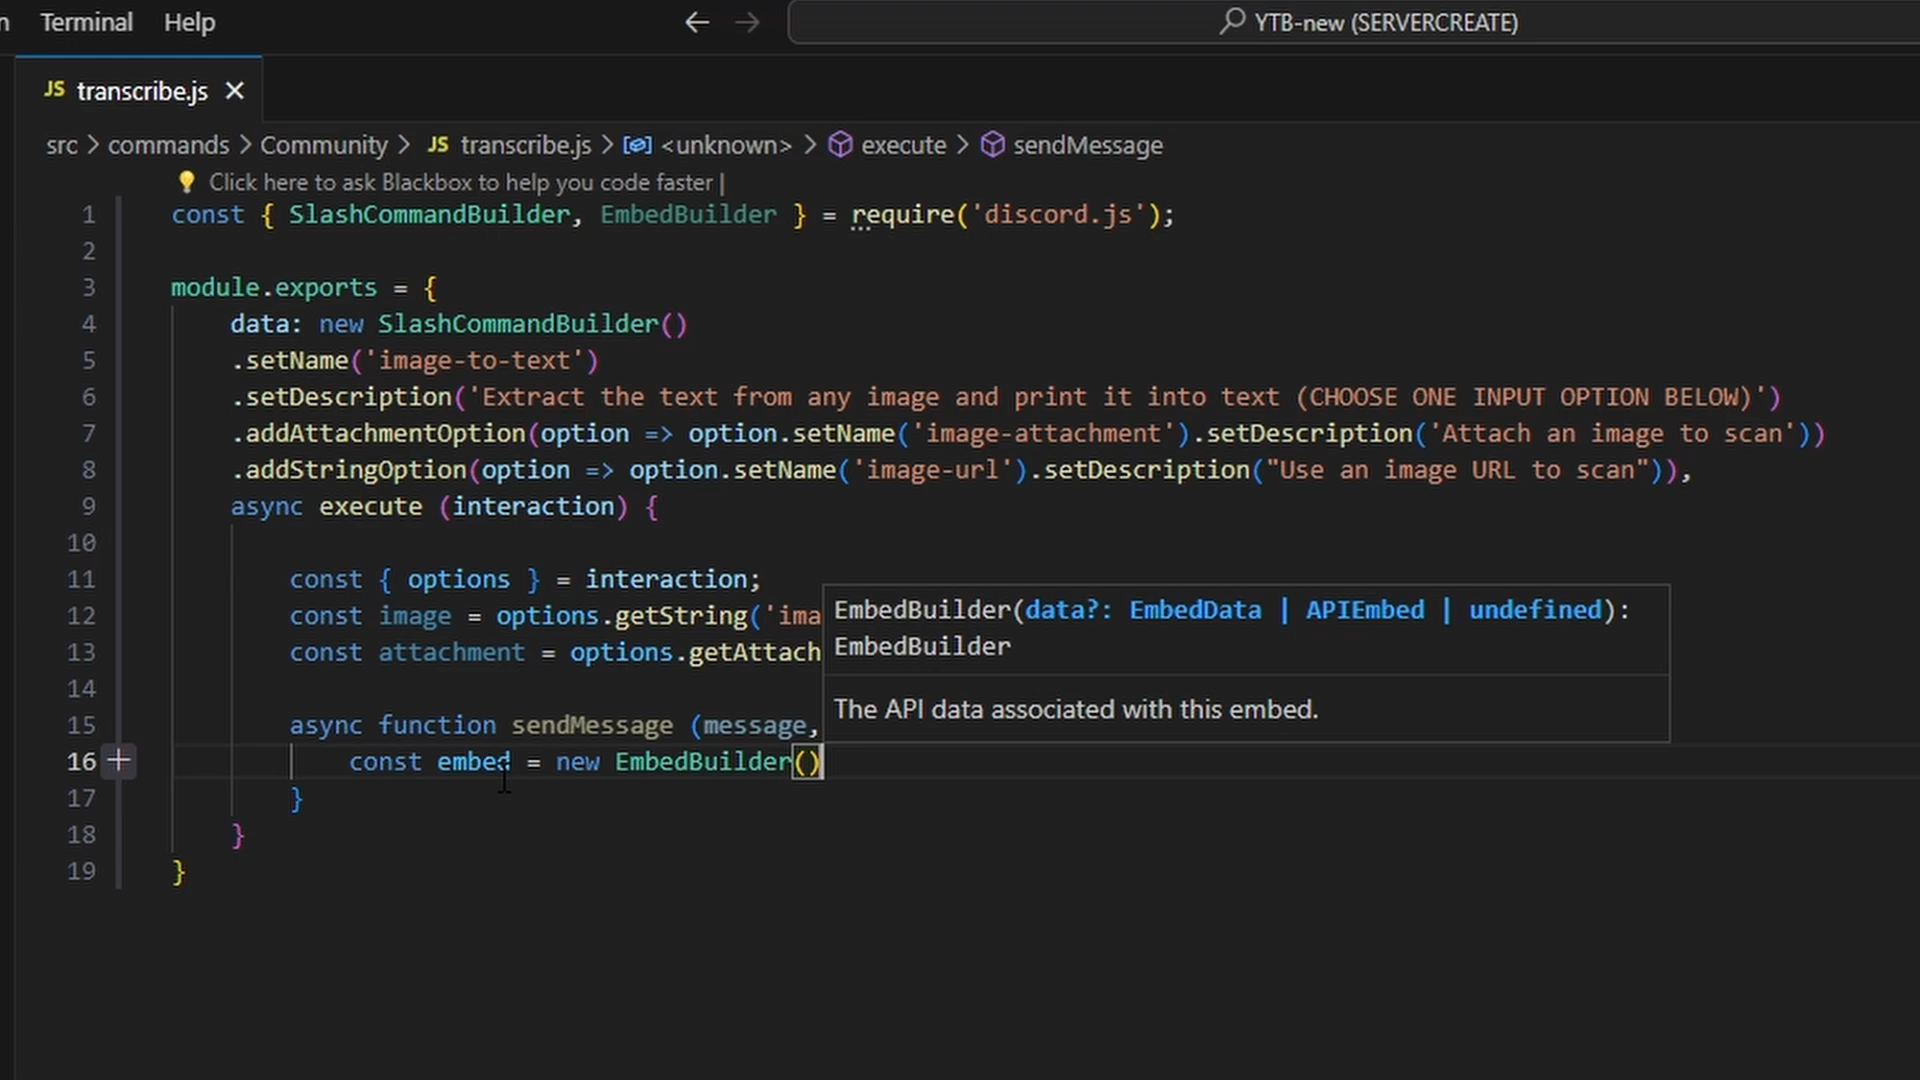 Terminal Help
YTB-new (SERVERCREATE)
JS transcribe.js
src > commands > Community > JS transcribe.js > <unknown> > execute > sendMessage
Click here to ask Blackbox to help you code faster |
1 const { SlashCommandBuilder, EmbedBuilder } = require('discord.js');
2
3 module.exports = {
4 data: new SlashCommandBuilder()
5 .setName('image-to-text')
6 .setDescription('Extract the text from any image and print it into text (CHOOSE ONE INPUT OPTION BELOW)')
7 .addAttachmentOption(option => option.setName('image-attachment').setDescription('Attach an image to scan'))
8 .addStringOption(option => option.setName('image-url').setDescription("Use an image URL to scan")),
9 async execute (interaction) {
10
11 const { options } = interaction;
12 const image = options.getString('ima
13 const attachment = options.getAttach
EmbedBuilder(data?: EmbedData | APIEmbed | undefined):
EmbedBuilder
The API data associated with this embed.
14
15 async function sendMessage (message,
16 const embed = new EmbedBuilder()
17 }
18 }
19 }